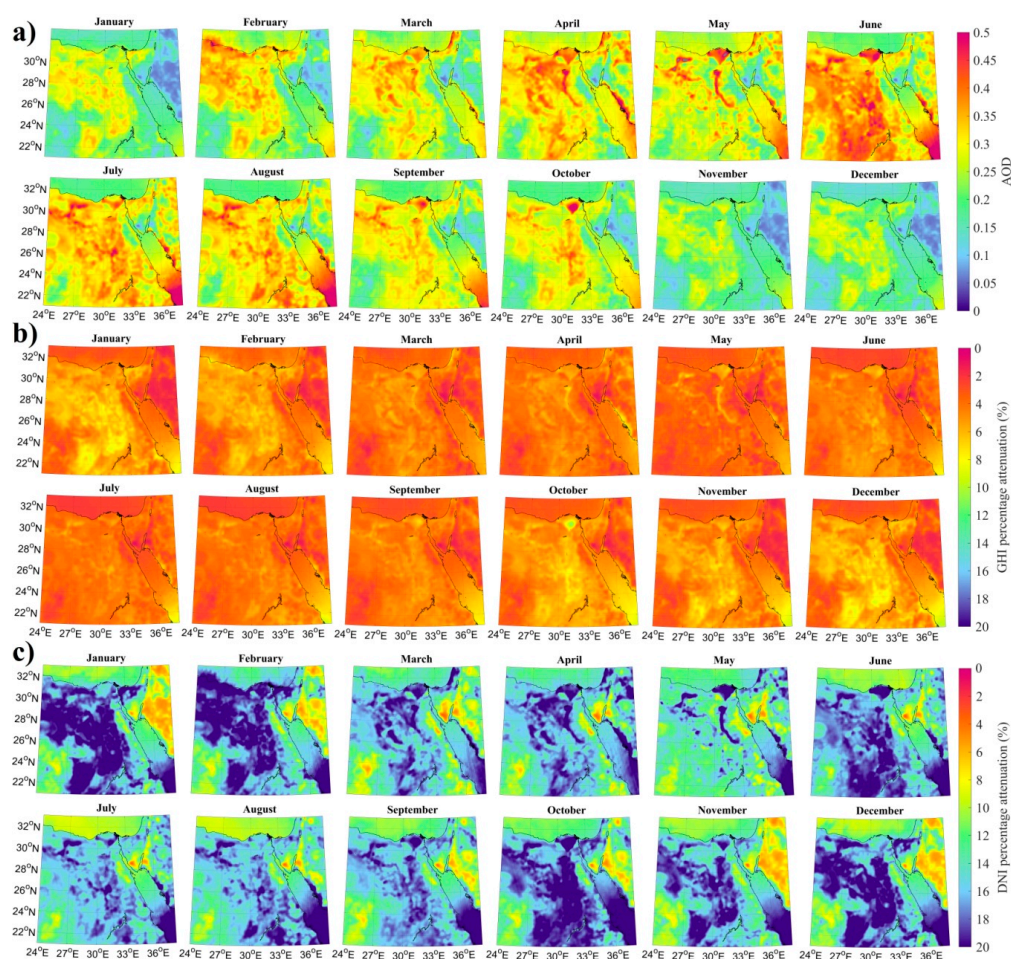 a)
January February March April May June
30°N
28°N
26°N
24°N
22°N
July August September October November December
32°N
30°N
28°N
26°N
24°N
22°N
24°E 27°E 30°E 33°E 36°E 24°E 27°E 30°E 33°E 36°E 24°E 27°E 30°E 33°E 36°E 24°E 27°E 30°E 33°E 36°E 24°E 27°E 30°E 33°E 36°E 24°E 27°E 30°E 33°E 36°E
0.5
0.45
0.4
0.35
0.3
0.25
0.2
0.15
0.1
0.05
0
AOD
b)
January February March April May June
32°N
30°N
28°N
26°N
24°N
22°N
July August September October November December
32°N
30°N
28°N
26°N
24°N
22°N
24°E 27°E 30°E 33°E 36°E 24°E 27°E 30°E 33°E 36°E 24°E 27°E 30°E 33°E 36°E 24°E 27°E 30°E 33°E 36°E 24°E 27°E 30°E 33°E 36°E 24°E 27°E 30°E 33°E 36°E
0
2
4
6
8
10
12
14
16
18
20
GHI percentage attenuation (%)
c)
January February March April May June
32°N
30°N
28°N
26°N
24°N
22°N
July August September October November December
32°N
30°N
28°N
26°N
24°N
22°N
24°E 27°E 30°E 33°E 36°E 24°E 27°E 30°E 33°E 36°E 24°E 27°E 30°E 33°E 36°E 24°E 27°E 30°E 33°E 36°E 24°E 27°E 30°E 33°E 36°E 24°E 27°E 30°E 33°E 36°E
0
2
4
6
8
10
12
14
16
18
20
DNI percentage attenuation (%)